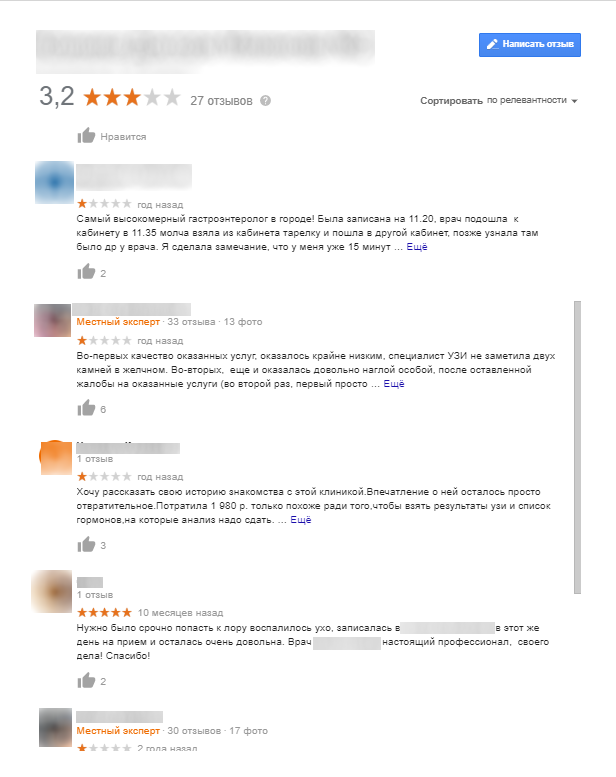 Написать отзыв
3,2
27 отзывов
Сортировать по релевантности
Нравится
год назад
Самый высокомерный гастроэнтеролог в городе! Была записана на 11.20, врач подошла к
кабинету в 11.35 молча взяла из кабинета тарелку и пошла в другой кабинет, позже узнала там
было др у врача. Я сделала замечание, что у меня уже 15 минут ... Ещё
2
Местный эксперт · 33 отзыва · 13 фото
год назад
Во-первых качество оказанных услуг, оказалось крайне низким, специалист УЗИ не заметила двух
камней в желчном. Во-вторых, еще и оказалась довольно наглой особой, после оставленной
жалобы на оказанные услуги (во второй раз, первый просто ... Ещё
6
1 отзыв
год назад
Хочу рассказать свою историю знакомства с этой клиникой.Впечатление о ней осталось просто
отвратительное.Потратила 1 980 р. только похоже ради того,чтобы взять результаты узи и список
гормонов,на которые анализ надо сдать. ... Ещё
3
1 отзыв
10 месяцев назад
Нужно было срочно попасть к лору воспалилось ухо, записалась в в этот же
день на прием и осталась очень довольна. Врач настоящий профессионал, своего
дела! Спасибо!
2
Местный эксперт · 30 отзывов · 17 фото
2 года назад